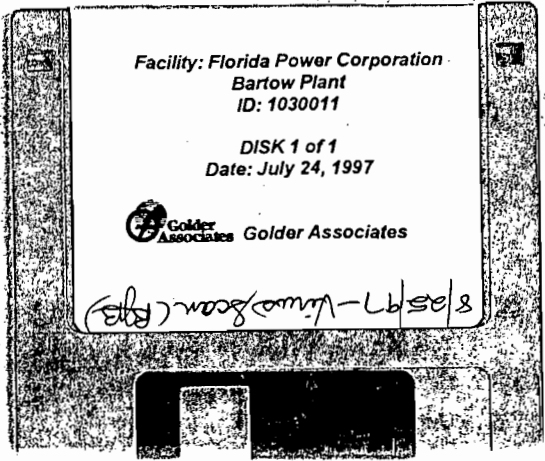 Facility: Florida Power Corporation
Bartow Plant
ID: 1030011
DISK 1 of 1
Date: July 24, 1997
Golder
Associates
Golder Associates
8/25/97 - Virus Scan (BJB)